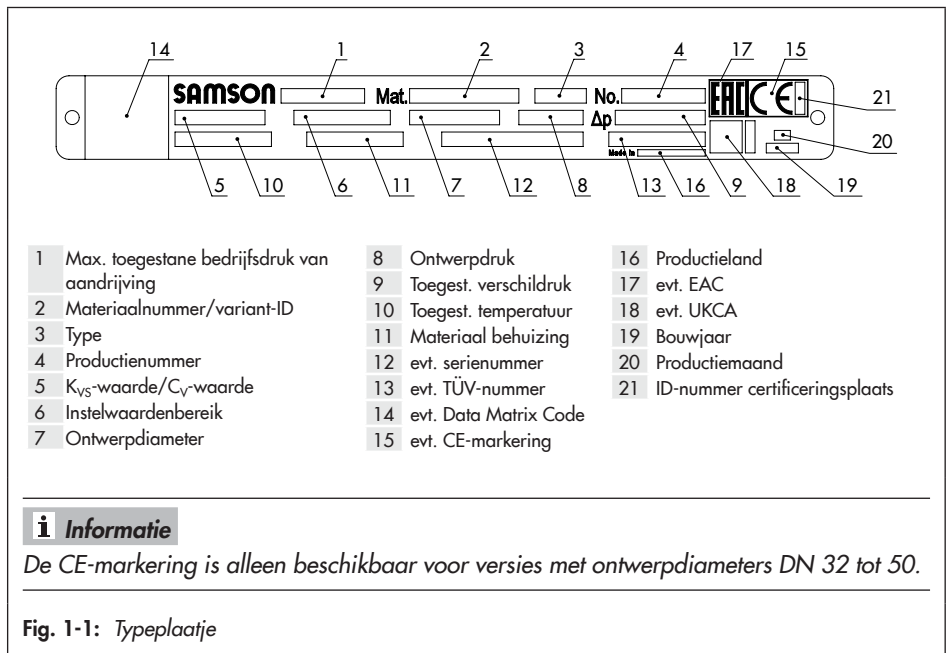 14 1 2 3 4 17 15
SAMSON Mat. No. EAC CE
21
Δp
20
Made in
5 10 6 11 7 12 8 13 16 9 18 19
1 Max. toegestane bedrijfsdruk van
aandrijving
2 Materiaalnummer/variant-ID
3 Type
4 Productienummer
5 KVS-waarde/CV-waarde
6 Instelwaardenbereik
7 Ontwerpdiameter
8 Ontwerpdruk
9 Toegest. verschildruk
10 Toegest. temperatuur
11 Materiaal behuizing
12 evt. serienummer
13 evt. TÜV-nummer
14 evt. Data Matrix Code
15 evt. CE-markering
16 Productieland
17 evt. EAC
18 evt. UKCA
19 Bouwjaar
20 Productiemaand
21 ID-nummer certificeringsplaats
i Informatie
De CE-markering is alleen beschikbaar voor versies met ontwerpdiameters DN 32 tot 50.
Fig. 1-1: Typeplaatje